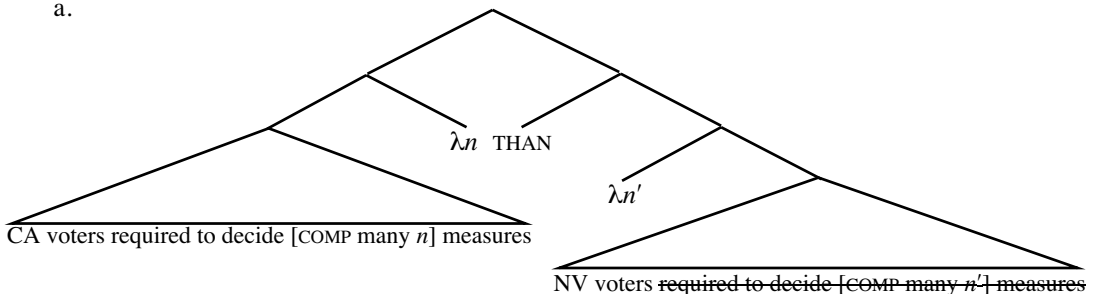 a.
λn THAN
λn′
CA voters required to decide [COMP many n] measures
NV voters required to decide [COMP many n′] measures